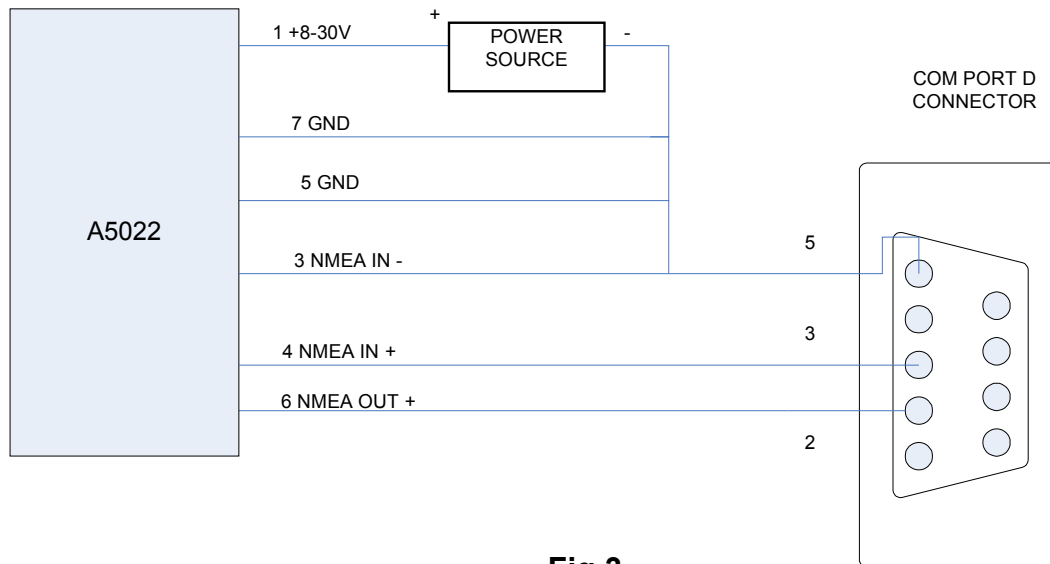 1 +8-30V
+
POWER
SOURCE
-
COM PORT D
CONNECTOR
7 GND
5 GND
A5022
3 NMEA IN -
5
4 NMEA IN +
3
6 NMEA OUT +
2